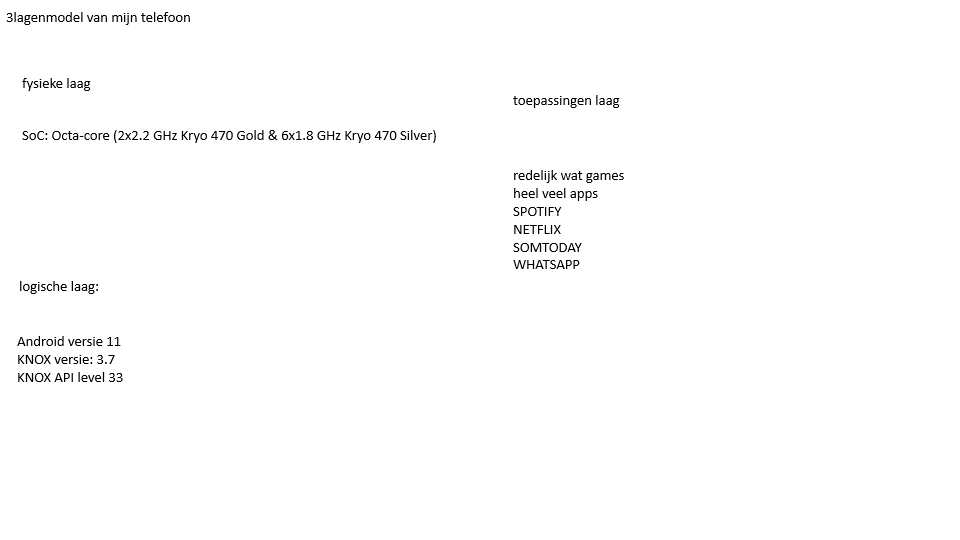 3lagenmodel van mijn telefoon
fysieke laag
SoC: Octa-core (2x2.2 GHz Kryo 470 Gold & 6x1.8 GHz Kryo 470 Silver)
logische laag:
Android versie 11
KNOX versie: 3.7
KNOX API level 33
toepassingen laag
redelijk wat games
heel veel apps
SPOTIFY
NETFLIX
SOMTODAY
WHATSAPP